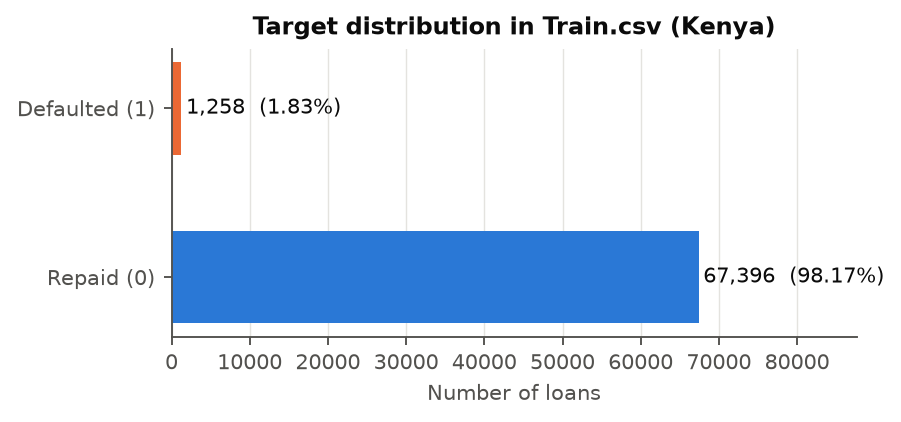 Target distribution in Train.csv (Kenya)
Defaulted (1)
1,258 (1.83%)
Repaid (0)
67,396 (98.17%)
0 10000 20000 30000 40000 50000 60000 70000 80000
Number of loans